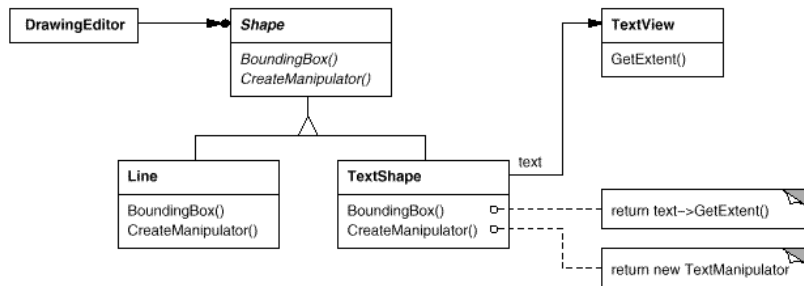 DrawingEditor
Shape
BoundingBox()
CreateManipulator()
TextView
GetExtent()
Line
BoundingBox()
CreateManipulator()
TextShape
BoundingBox()
CreateManipulator()
text
return text->GetExtent()
return new TextManipulator